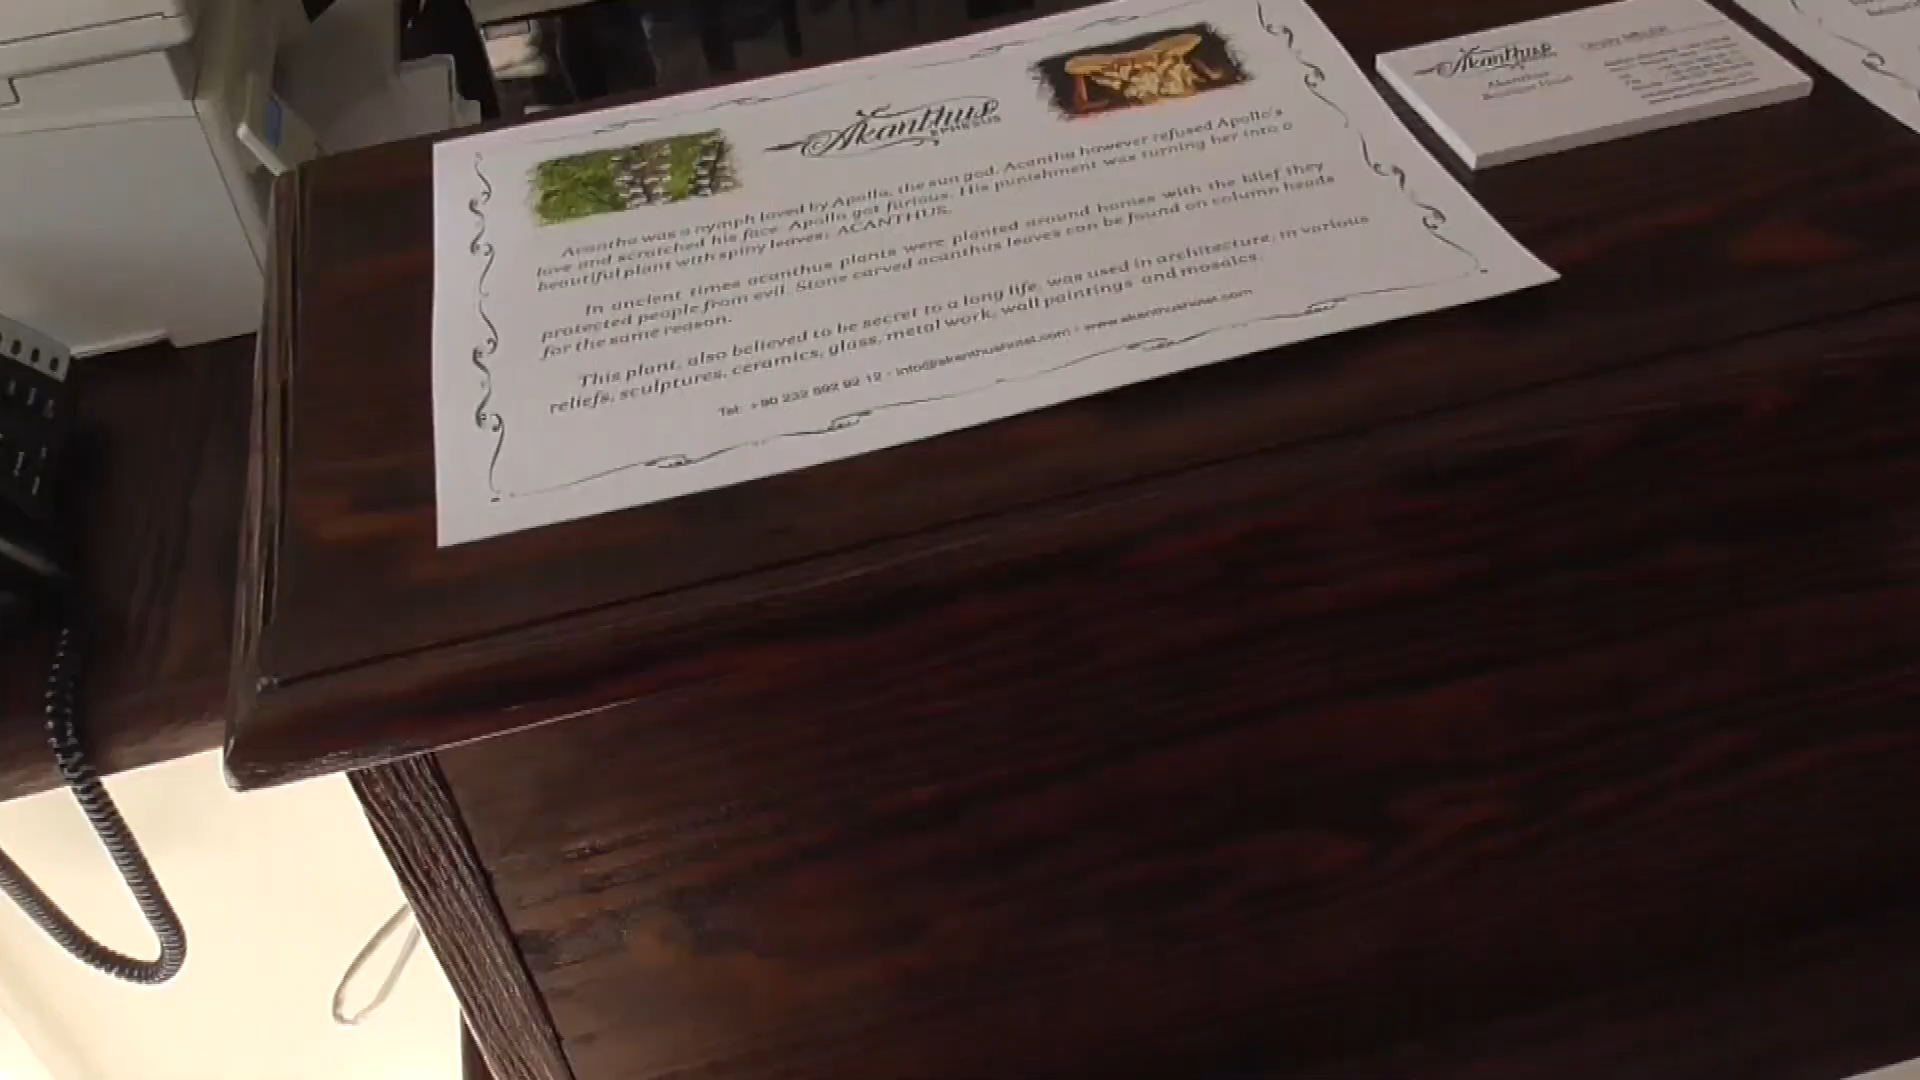 Akanthus
EPHESUS
Acantha was a nymph loved by Apollo, the sun god. Acantha however refused Apollo's
love and scratched his face. Apollo got furious. His punishment was turning her into a
beautiful plant with spiny leaves: ACANTHUS.
In ancient times acanthus plants were planted around homes with the blief they
protected people from evil. Stone carved acanthus leaves can be found on column heads
for the same reason.
This plant, also believed to be secret to a long life, was used in architecture, in various
reliefs, sculptures, ceramics, glass, metal work, wall paintings and mosaics.
Tel: +90 232 892 92 12 - info@akanthushotel.com - www.akanthushotel.com
Akanthus
Akanthus
Boutique Hotel